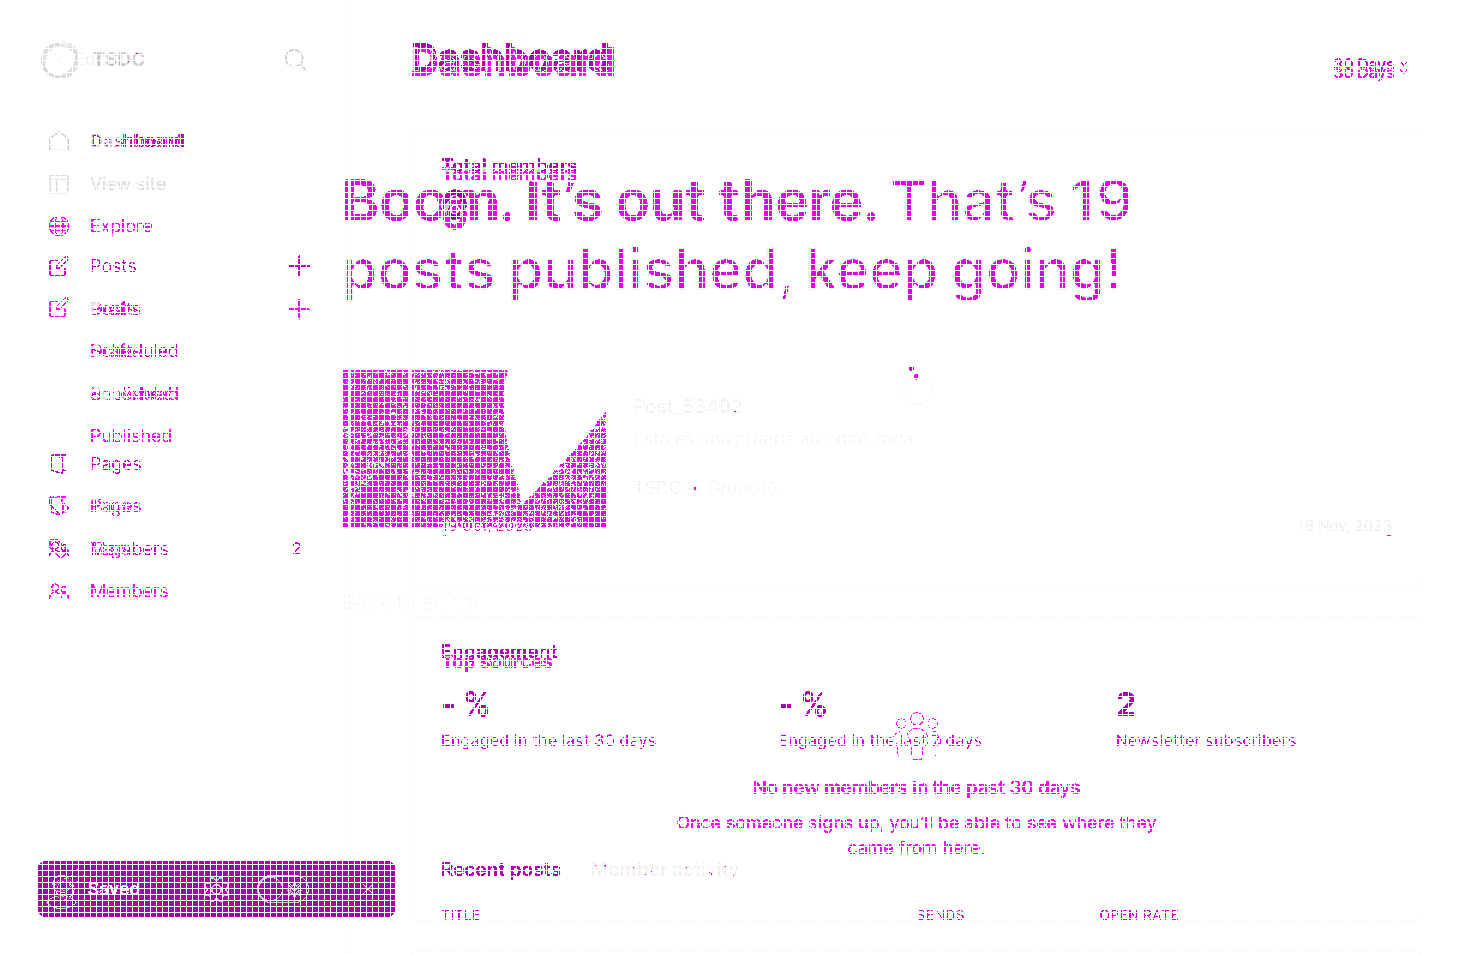 TSDC
Dashboard
30 Days
Dashboard
View site
Explore
Posts
Published
Pages
Pages
Members
2
Members
Saved
Total members
Boom. It’s out there. That’s 19
posts published, keep going!
Post_53402
Esto es una prueba automatizada
TSDC • Grupo16
18 Nov, 2023
Back to editor
Engagement
Top sources
- %
- %
2
Engaged in the last 30 days
Engaged in the last 7 days
Newsletter subscribers
No new members in the past 30 days
Once someone signs up, you’ll be able to see where they
came from here.
Recent posts
Member activity
TITLE
SENDS
OPEN RATE